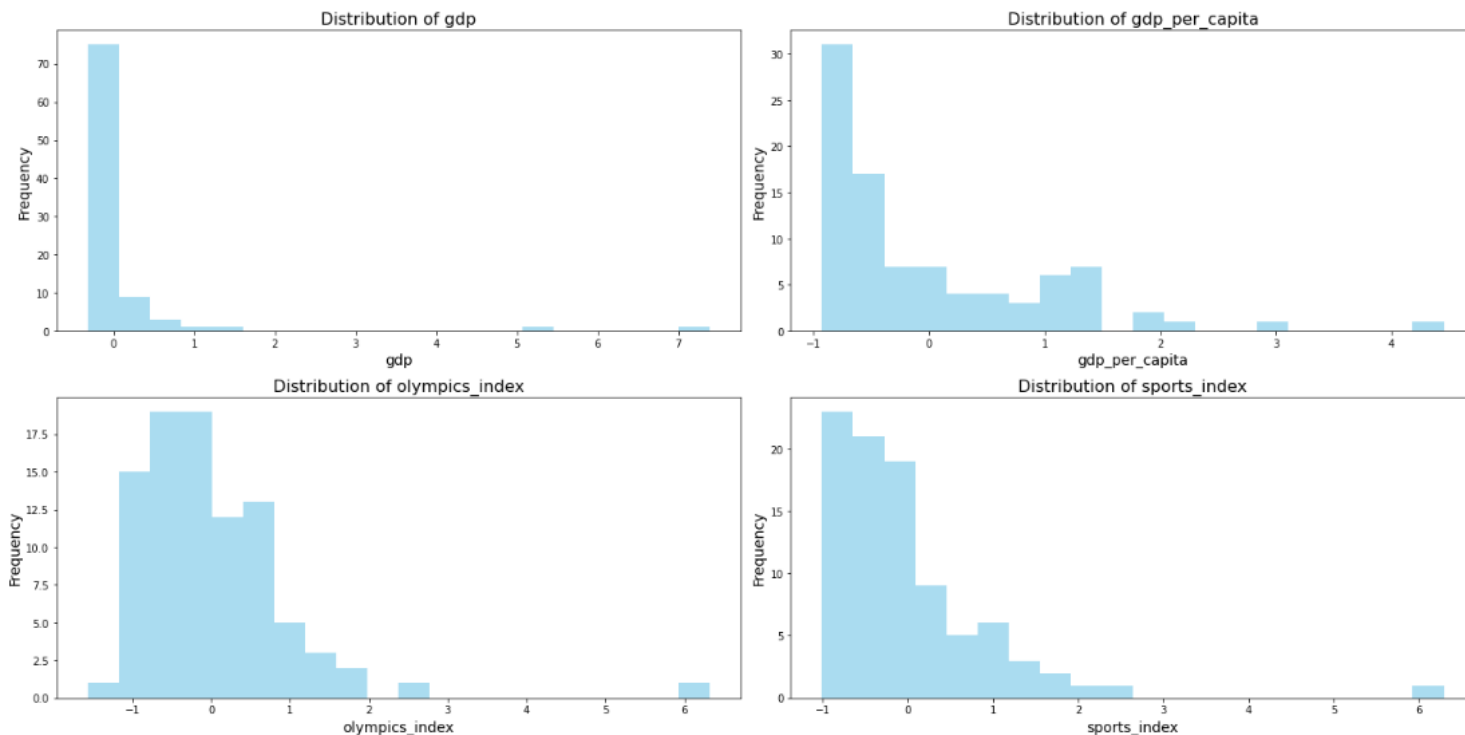 Distribution of gdp
Frequency
70
60
50
40
30
20
10
0
0 1 2 3 4 5 6 7
gdp
Distribution of gdp_per_capita
Frequency
30
25
20
15
10
5
0
−1 0 1 2 3 4
gdp_per_capita
Distribution of olympics_index
Frequency
17.5
15.0
12.5
10.0
7.5
5.0
2.5
0.0
−1 0 1 2 3 4 5 6
olympics_index
Distribution of sports_index
Frequency
20
15
10
5
0
−1 0 1 2 3 4 5 6
sports_index